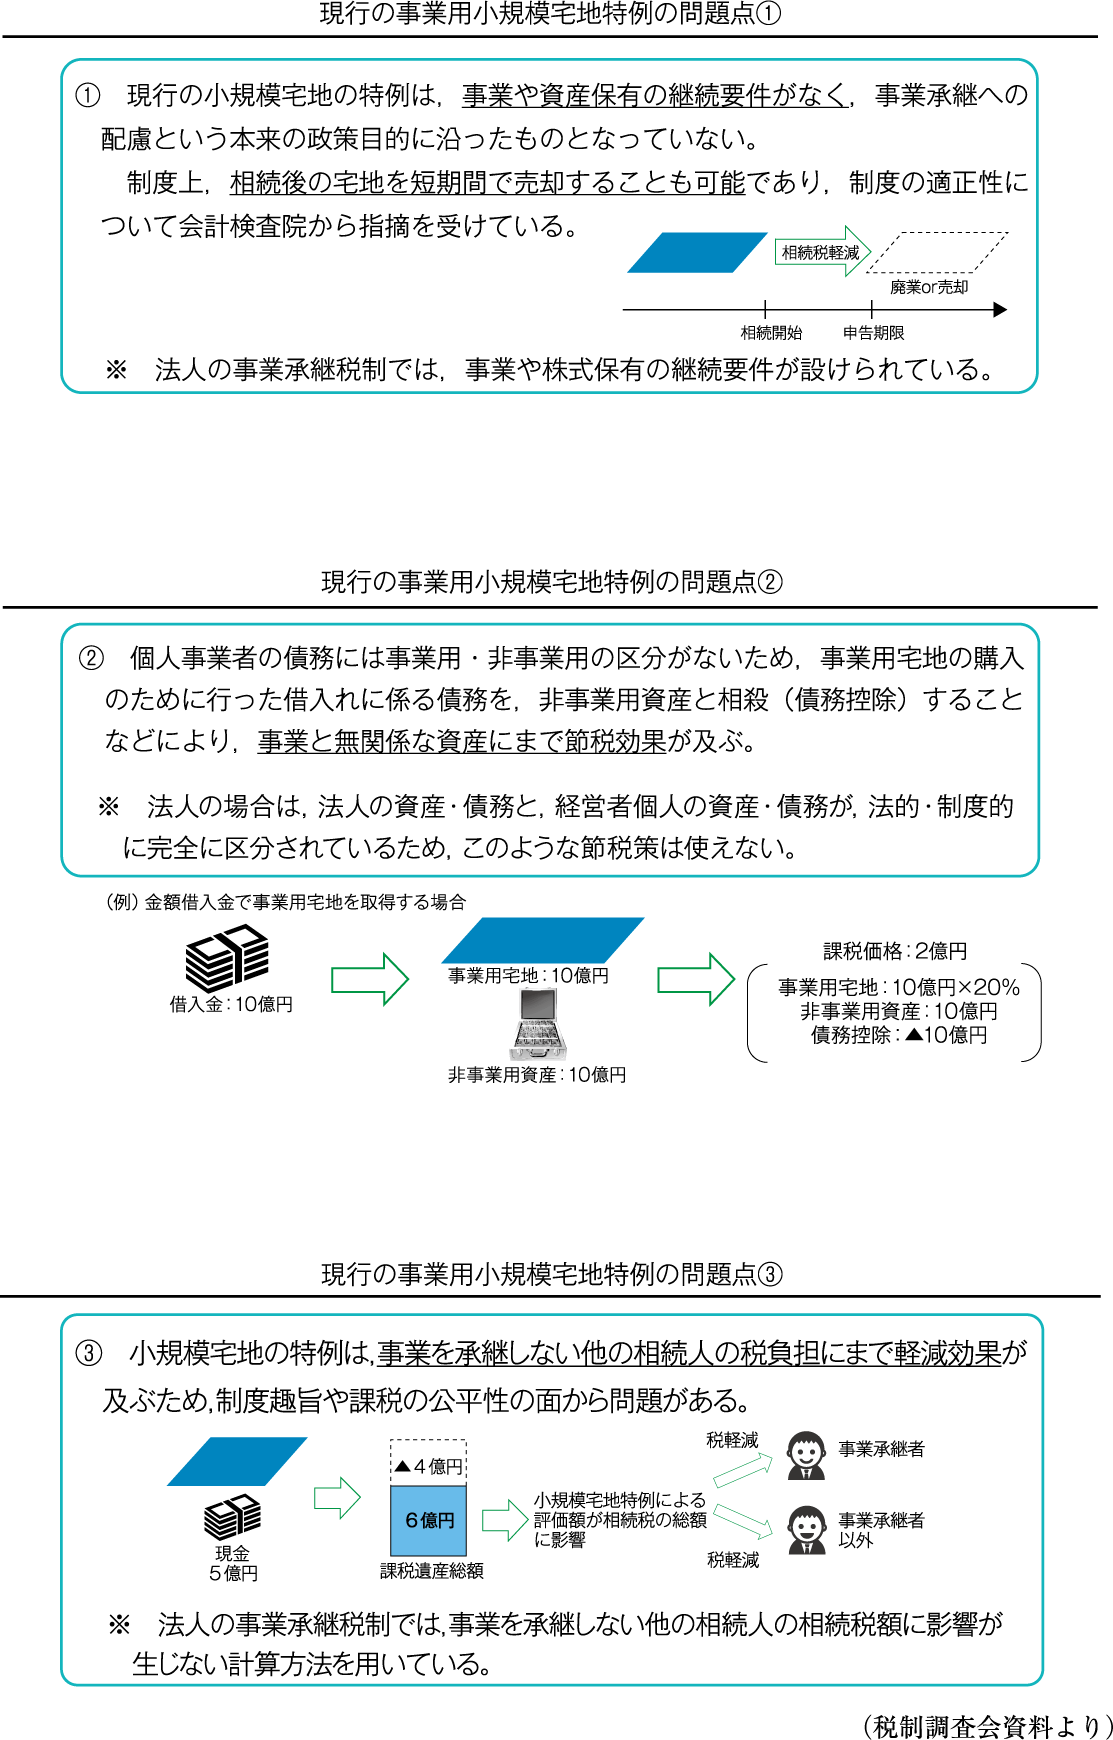 現行の事業用小規模宅地特例の問題点①
① 現行の小規模宅地の特例は，事業や資産保有の継続要件がなく，事業承継への
配慮という本来の政策目的に沿ったものとなっていない。
制度上，相続後の宅地を短期間で売却することも可能であり，制度の適正性に
ついて会計検査院から指摘を受けている。
相続税軽減
廃業or売却
相続開始 申告期限
※ 法人の事業承継税制では，事業や株式保有の継続要件が設けられている。
現行の事業用小規模宅地特例の問題点②
② 個人事業者の債務には事業用・非事業用の区分がないため，事業用宅地の購入
のために行った借入れに係る債務を，非事業用資産と相殺（債務控除）すること
などにより，事業と無関係な資産にまで節税効果が及ぶ。
※ 法人の場合は，法人の資産・債務と，経営者個人の資産・債務が，法的・制度的
に完全に区分されているため，このような節税策は使えない。
（例）金額借入金で事業用宅地を取得する場合
借入金：10億円
事業用宅地：10億円
非事業用資産：10億円
課税価格：2億円
事業用宅地：10億円×20％
非事業用資産：10億円
債務控除：▲10億円
現行の事業用小規模宅地特例の問題点③
③ 小規模宅地の特例は，事業を承継しない他の相続人の税負担にまで軽減効果が
及ぶため，制度趣旨や課税の公平性の面から問題がある。
現金
５億円
▲４億円
６億円
課税遺産総額
小規模宅地特例による
評価額が相続税の総額
に影響
税軽減
事業承継者
税軽減
事業承継者
以外
※ 法人の事業承継税制では，事業を承継しない他の相続人の相続税額に影響が
生じない計算方法を用いている。
（税制調査会資料より）